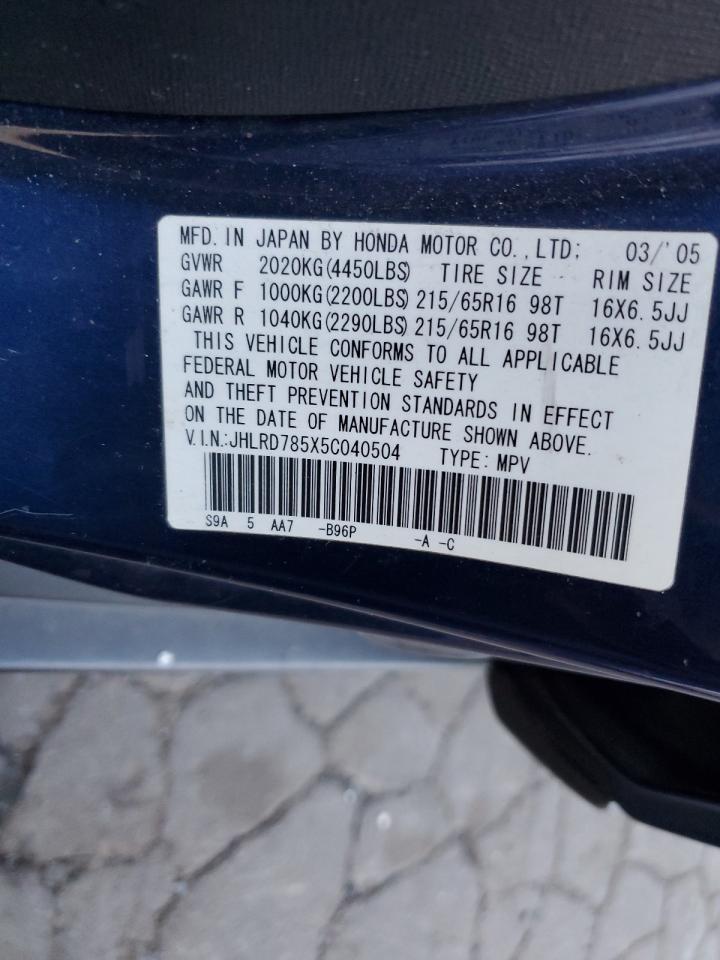 MFD. IN JAPAN BY HONDA MOTOR CO., LTD; 03/'05
GVWR 2020KG(4450LBS) TIRE SIZE RIM SIZE
GAWR F 1000KG(2200LBS) 215/65R16 98T 16X6.5JJ
GAWR R 1040KG(2290LBS) 215/65R16 98T 16X6.5JJ
THIS VEHICLE CONFORMS TO ALL APPLICABLE
FEDERAL MOTOR VEHICLE SAFETY
AND THEFT PREVENTION STANDARDS IN EFFECT
ON THE DATE OF MANUFACTURE SHOWN ABOVE.
V.I.N.:JHLRD785X5C040504 TYPE: MPV
S9A 5 AA7 -B96P -A -C